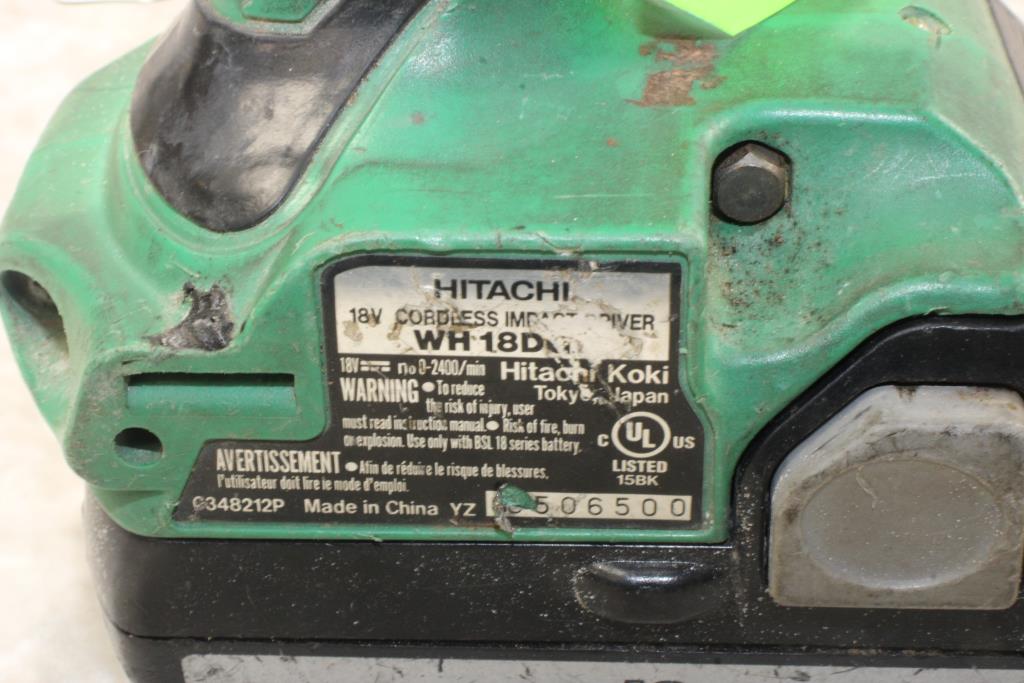 HITACHI
18V CORDLESS IMPACT DRIVER
18V no 0-2400/min Hitachi Koki
WARNING • To reduce Tokyo, Japan
the risk of injury, user
must read instruction manual. • Risk of fire, burn
or explosion. Use only with BSL 18 series battery.
C UL US
LISTED
15BK
AVERTISSEMENT • Afin de réduire le risque de blessures,
l'utilisateur doit lire le mode d'emploi.
C348212P Made in China YZ